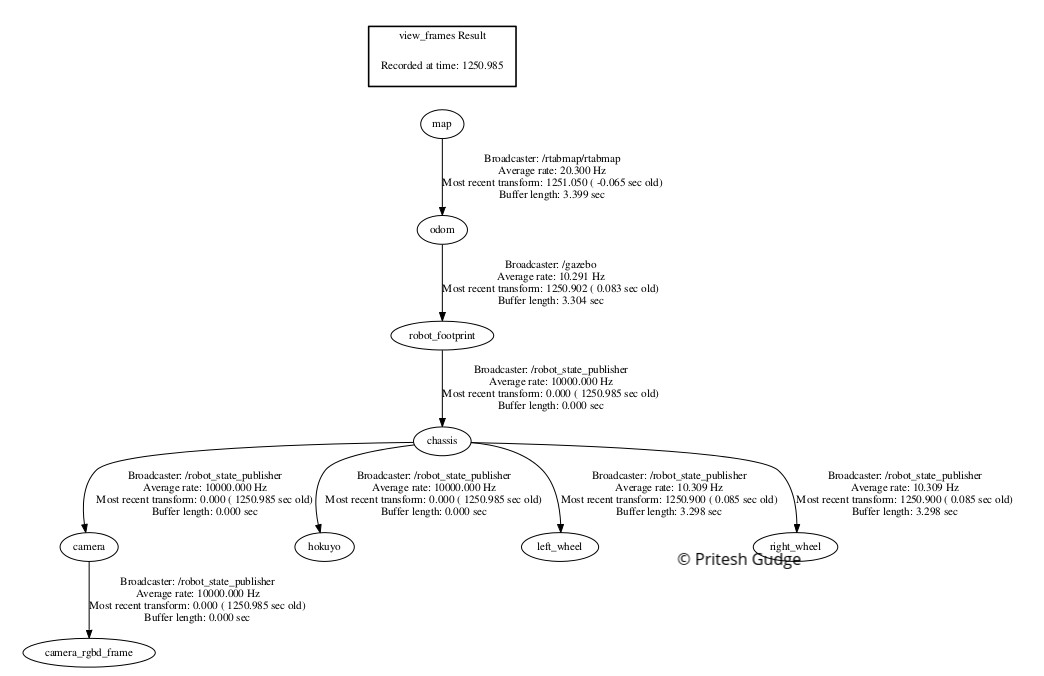 view_frames Result
Recorded at time: 1250.985
map
Broadcaster: /rtabmap/rtabmap
Average rate: 20.300 Hz
Most recent transform: 1251.050 ( -0.065 sec old)
Buffer length: 3.399 sec
odom
Broadcaster: /gazebo
Average rate: 10.291 Hz
Most recent transform: 1250.902 ( 0.083 sec old)
Buffer length: 3.304 sec
robot_footprint
Broadcaster: /robot_state_publisher
Average rate: 10000.000 Hz
Most recent transform: 0.000 ( 1250.985 sec old)
Buffer length: 0.000 sec
chassis
Broadcaster: /robot_state_publisher
Average rate: 10000.000 Hz
Most recent transform: 0.000 ( 1250.985 sec old)
Buffer length: 0.000 sec
Broadcaster: /robot_state_publisher
Average rate: 10000.000 Hz
Most recent transform: 0.000 ( 1250.985 sec old)
Buffer length: 0.000 sec
Broadcaster: /robot_state_publisher
Average rate: 10.309 Hz
Most recent transform: 1250.900 ( 0.085 sec old)
Buffer length: 3.298 sec
Broadcaster: /robot_state_publisher
Average rate: 10.309 Hz
Most recent transform: 1250.900 ( 0.085 sec old)
Buffer length: 3.298 sec
camera
hokuyo
left_wheel
right_wheel
© Pritesh Gudge
Broadcaster: /robot_state_publisher
Average rate: 10000.000 Hz
Most recent transform: 0.000 ( 1250.985 sec old)
Buffer length: 0.000 sec
camera_rgbd_frame